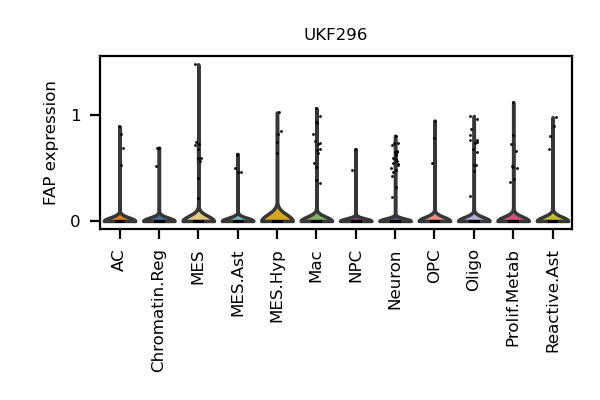 UKF296
FAP expression
1
0
AC
Chromatin.Reg
MES
MES.Ast
MES.Hyp
Mac
NPC
Neuron
OPC
Oligo
Prolif.Metab
Reactive.Ast